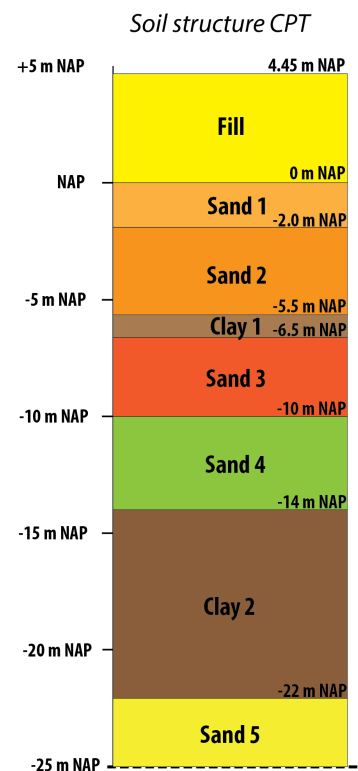 Soil structure CPT
+5 m NAP
4.45 m NAP
Fill
0 m NAP
NAP
Sand 1
-2.0 m NAP
Sand 2
-5 m NAP
-5.5 m NAP
Clay 1
-6.5 m NAP
Sand 3
-10 m NAP
-10 m NAP
Sand 4
-14 m NAP
-15 m NAP
Clay 2
-20 m NAP
-22 m NAP
Sand 5
-25 m NAP